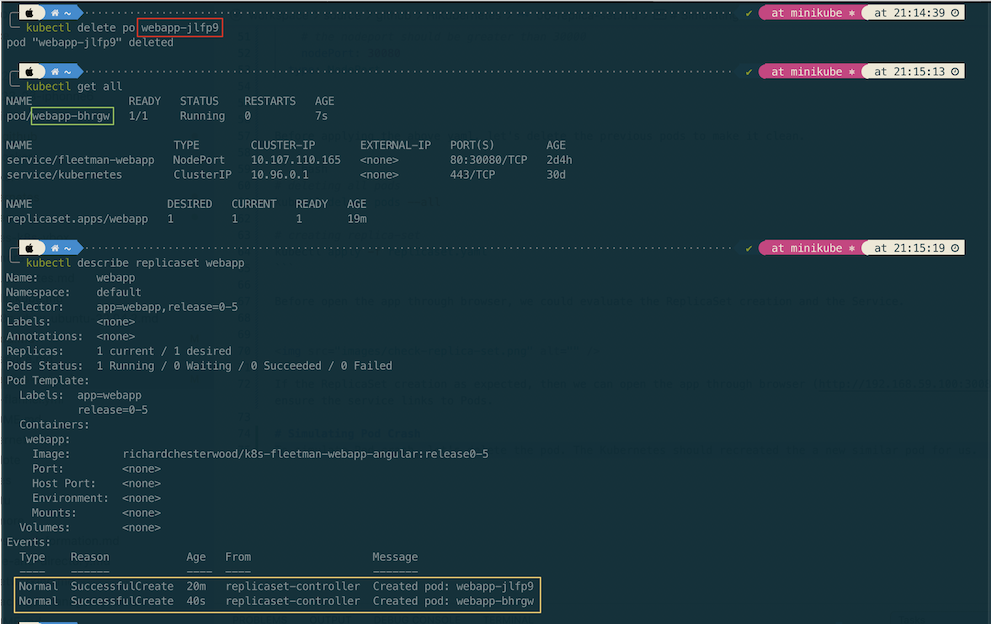 ~ at minikube ⎈ at 21:14:39
kubectl delete po webapp-jlfp9
pod "webapp-jlfp9" deleted
~ at minikube ⎈ at 21:15:13
kubectl get all
NAME READY STATUS RESTARTS AGE
pod/webapp-bhrgw 1/1 Running 0 7s
NAME TYPE CLUSTER-IP EXTERNAL-IP PORT(S) AGE
service/fleetman-webapp NodePort 10.107.110.165 <none> 80:30080/TCP 2d4h
service/kubernetes ClusterIP 10.96.0.1 <none> 443/TCP 30d
NAME DESIRED CURRENT READY AGE
replicaset.apps/webapp 1 1 1 19m
~ at minikube ⎈ at 21:15:19
kubectl describe replicaset webapp
Name: webapp
Namespace: default
Selector: app=webapp,release=0-5
Labels: <none>
Annotations: <none>
Replicas: 1 current / 1 desired
Pods Status: 1 Running / 0 Waiting / 0 Succeeded / 0 Failed
Pod Template:
Labels: app=webapp
release=0-5
Containers:
webapp:
Image: richardchesterwood/k8s-fleetman-webapp-angular:release0-5
Port: <none>
Host Port: <none>
Environment: <none>
Mounts: <none>
Volumes: <none>
Events:
Type Reason Age From Message
---- ------ ---- ---- -------
Normal SuccessfulCreate 20m replicaset-controller Created pod: webapp-jlfp9
Normal SuccessfulCreate 40s replicaset-controller Created pod: webapp-bhrgw